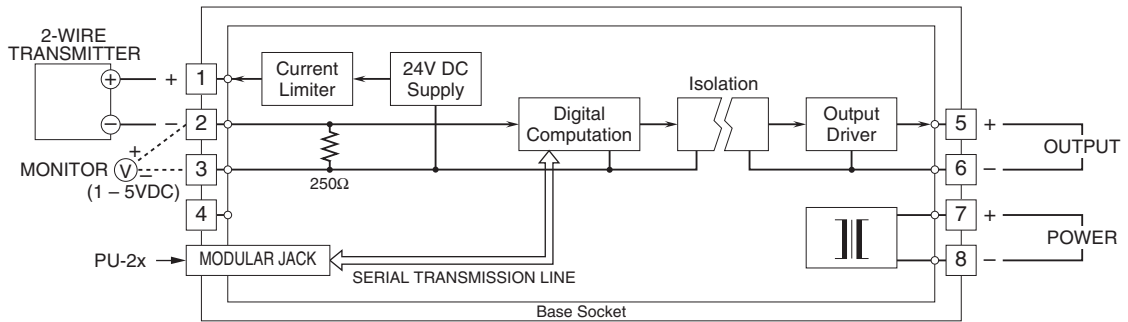 2-WIRE
TRANSMITTER
+
−
+
−
1
2
3
4
Current
Limiter
24V DC
Supply
Digital
Computation
Isolation
Output
Driver
5
+
6
−
OUTPUT
MONITOR
V
+
−
(1 – 5VDC)
250Ω
7
+
8
−
POWER
PU-2x
MODULAR JACK
SERIAL TRANSMISSION LINE
Base Socket